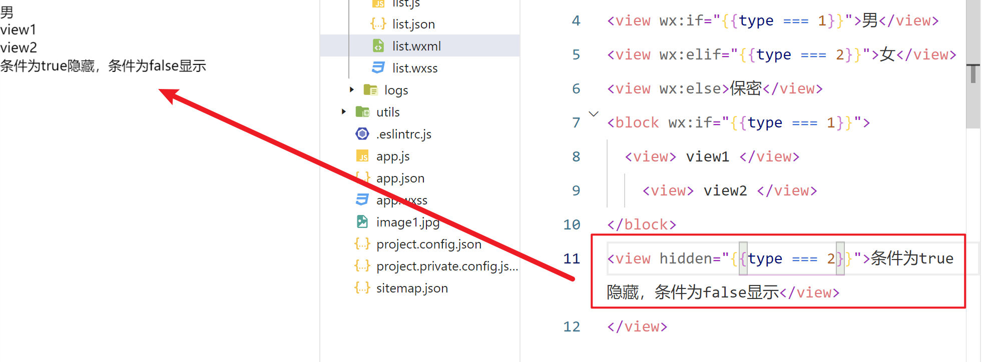 男
view1
view2
条件为true隐藏，条件为false显示
list.js
list.json
list.wxml
list.wxss
logs
utils
.eslintrc.js
app.js
app.json
app.wxss
image1.jpg
project.config.json
project.private.config.js...
sitemap.json
4 <view wx:if="{{type === 1}}">男</view>
5 <view wx:elif="{{type === 2}}">女</view>
6 <view wx:else>保密</view>
7 <block wx:if="{{type === 1}}">
8 <view> view1 </view>
9 <view> view2 </view>
10 </block>
11 <view hidden="{{type === 2}}">条件为true
隐藏，条件为false显示</view>
12 </view>